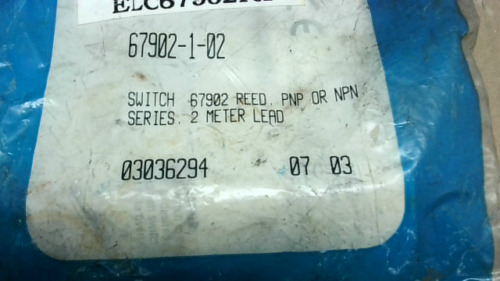 67902-1-02
SWITCH 67902 REED, PNP OR NPN
SERIES, 2 METER LEAD
03036294 07 03